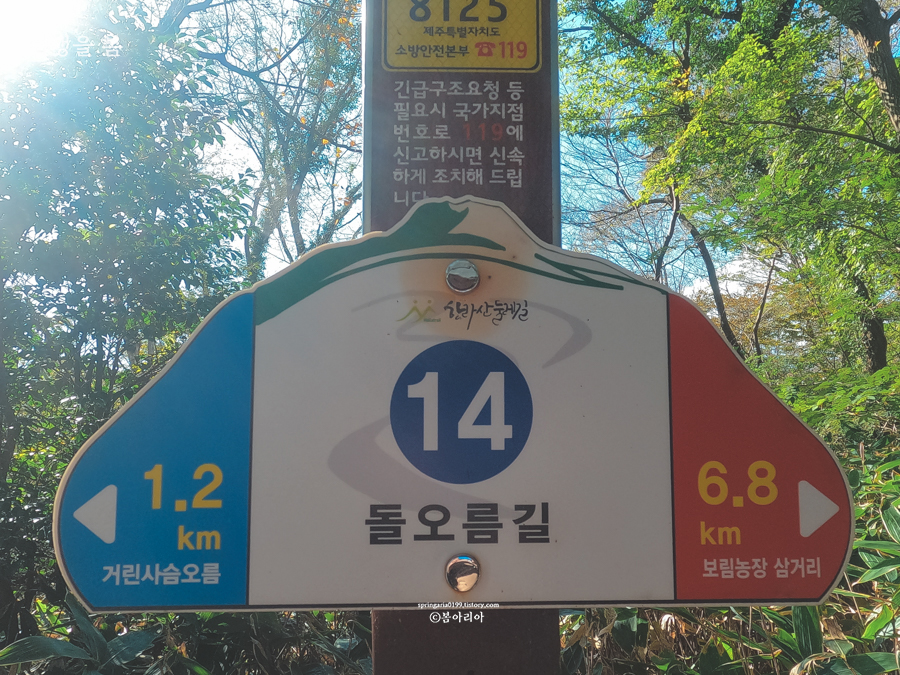 8125
제주특별자치도
소방안전본부 ☎119
긴급구조요청 등
필요시 국가지점
번호로 119에
신고하시면 신속
하게 조치해 드립
니다
한라산둘레길
14
1.2
km
거린사슴오름
돌오름길
6.8
km
보림농장 삼거리
springaria0199.tistory.com
©봄아리아